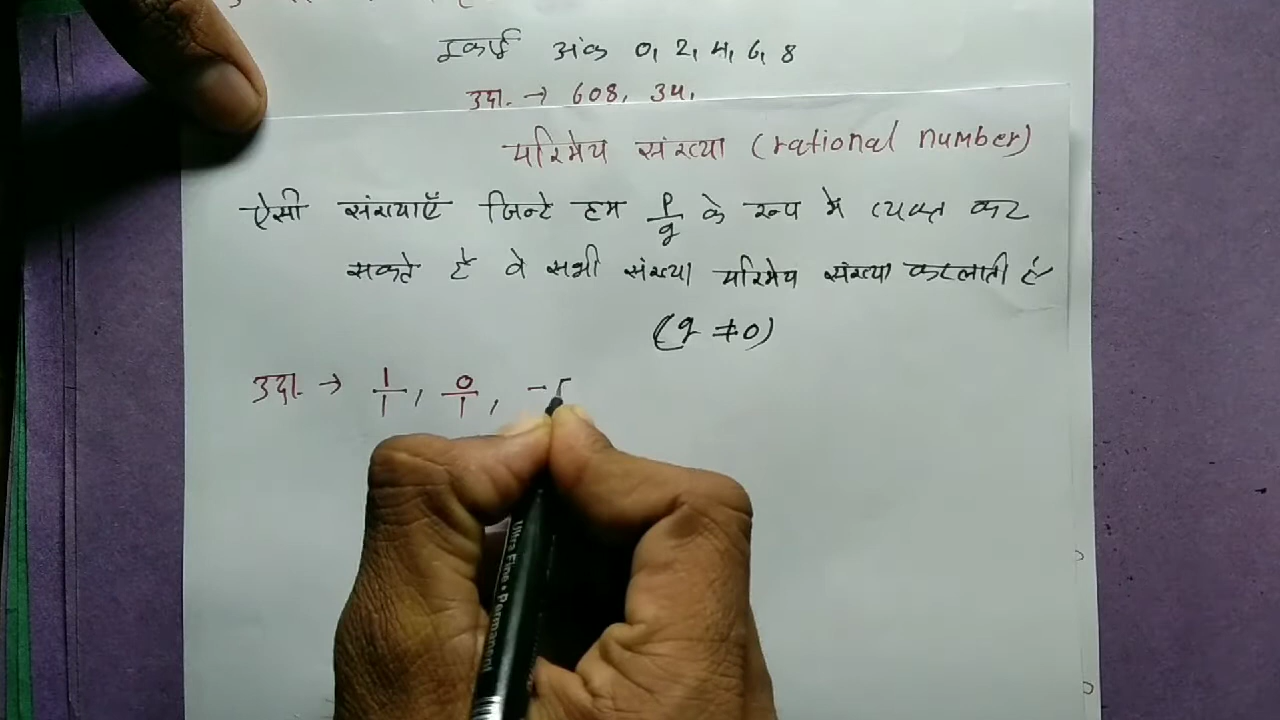 इकाई अंक 0, 2, 4, 6, 8
उदा. → 608, 34,
परिमेय संख्या (rational number)
ऐसी संख्याएँ जिन्हे हम p/q के रूप में व्यक्त कर
सकते है वे सभी संख्या परिमेय संख्या कहलाती है
(q ≠ 0)
उदा. → 1/1, 0/1, -5